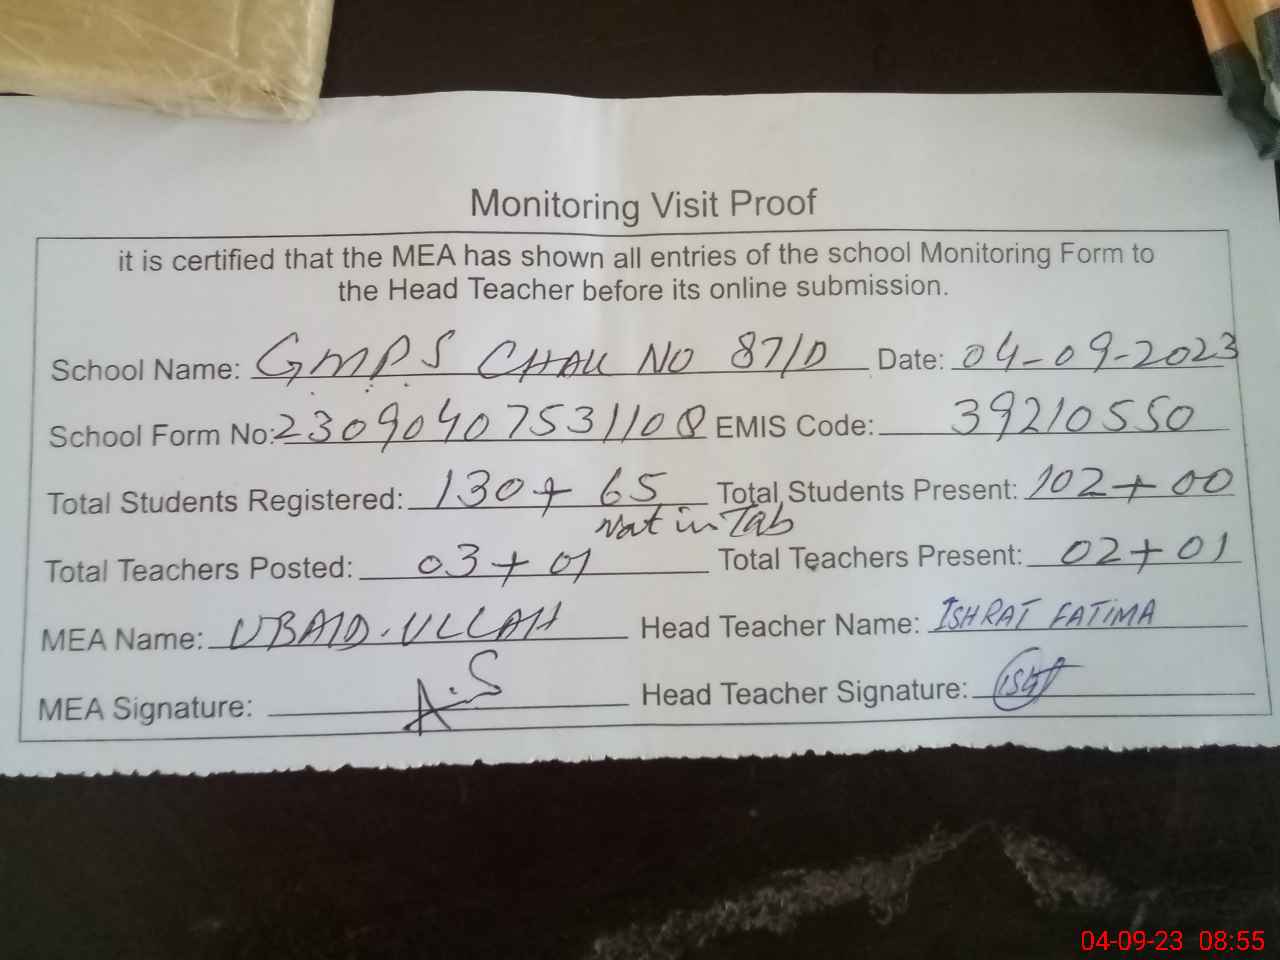 Monitoring Visit Proof
it is certified that the MEA has shown all entries of the school Monitoring Form to
the Head Teacher before its online submission.
School Name: GMPS CHAK NO 87/D Date: 04-09-2023
School Form No: 23090407531108 EMIS Code: 39210550
Total Students Registered: 130+ 65 Total Students Present: 102+00
Not in Tab
Total Teachers Posted: 03+01 Total Teachers Present: 02+01
MEA Name: UBAID.ULLAH Head Teacher Name: ISHRAT FATIMA
MEA Signature: A.S Head Teacher Signature:
04-09-23 08:55